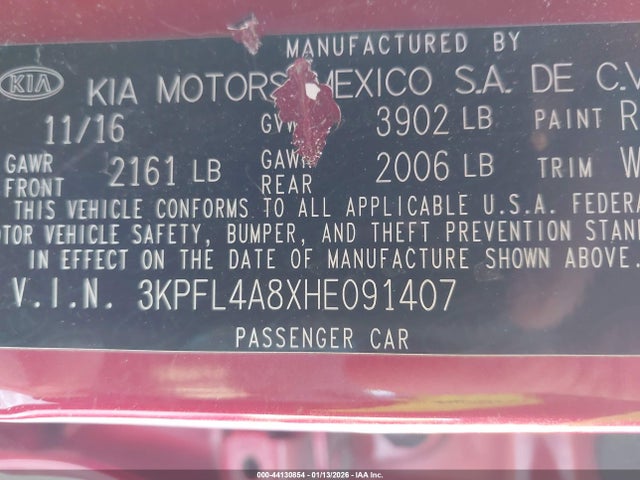 MANUFACTURED BY
KIA KIA MOTORS MEXICO S.A. DE C.V
11/16 GVW 3902 LB PAINT R
GAWR FRONT 2161 LB GAWR REAR 2006 LB TRIM W
THIS VEHICLE CONFORMS TO ALL APPLICABLE U.S.A. FEDERA
OTOR VEHICLE SAFETY, BUMPER, AND THEFT PREVENTION STAN
IN EFFECT ON THE DATE OF MANUFACTURE SHOWN ABOVE.
V.I.N. 3KPFL4A8XHE091407
PASSENGER CAR
000-44130854 - 01/13/2026 - IAA Inc.